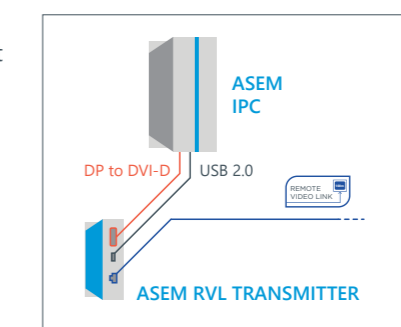 t
ASEM
IPC
DP to DVI-D
USB 2.0
REMOTE
VIDEO LINK
ASEM RVL TRANSMITTER